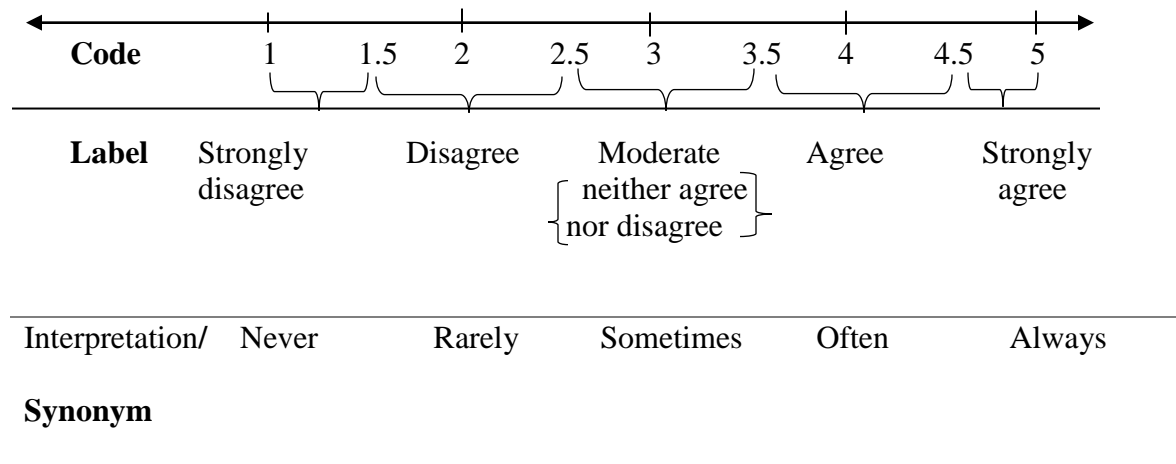 Code 1 1.5 2 2.5 3 3.5 4 4.5 5
Label Strongly Disagree Moderate Agree Strongly
disagree neither agree agree
nor disagree
Interpretation/ Never Rarely Sometimes Often Always
Synonym